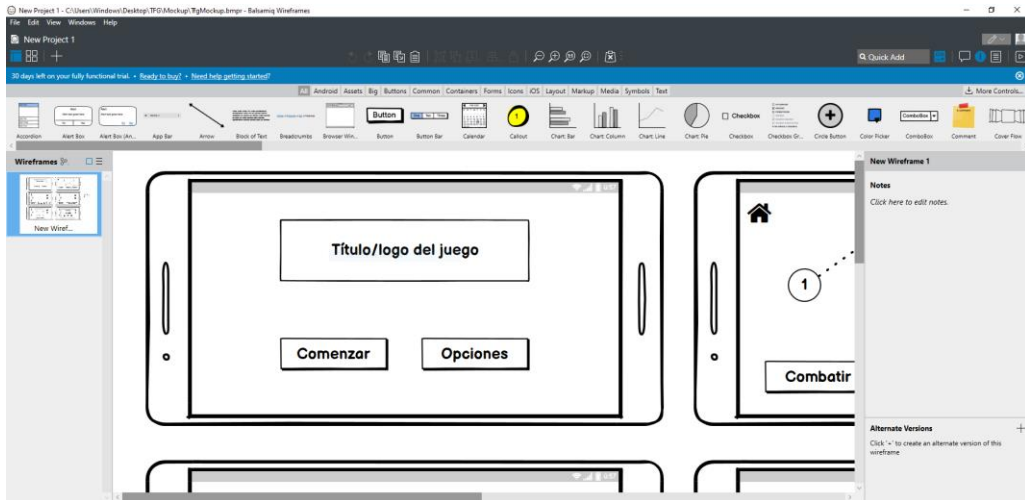 New Project 1 - C:\Users\Windows\Desktop\TFG\Mockup\TfgMockup.bmpr - Balsamiq Wireframes
File Edit View Windows Help
New Project 1
Quick Add
30 days left on your fully functional trial. • Ready to buy? • Need help getting started?
All Android Assets Big Buttons Common Containers Forms Icons iOS Layout Markup Media Symbols Text
More Controls...
Button
1
Checkbox
ComboBox
Accordion Alert Box Alert Box (An... App Bar Arrow Block of Text Breadcrumbs Browser Win... Button Button Bar Calendar Callout Chart: Bar Chart: Column Chart: Line Chart: Pie Checkbox Checkbox Gr... Circle Button Color Picker ComboBox Comment Cover Flow
Wireframes
New Wiref...
Título/logo del juego
Comenzar
Opciones
1
Combatir
New Wireframe 1
Notes
Click here to edit notes.
Alternate Versions
Click '+' to create an alternate version of this
wireframe